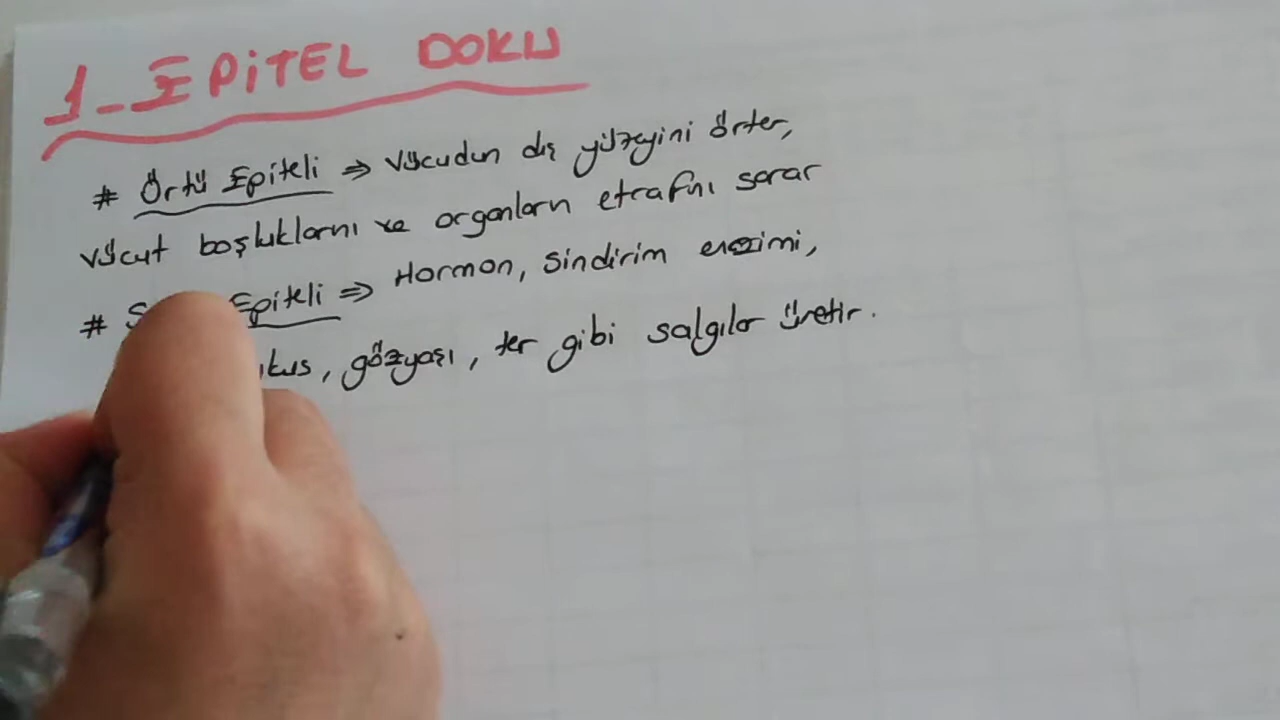 1-EPİTEL DOKU
# Örtü Epiteli ⇒ Vücudun dış yüzeyini örter,
vücut boşluklarını ve organların etrafını sarar
# Epiteli ⇒ Hormon, sindirim enzimi,
, gözyaşı, ter gibi salgılar üretir.